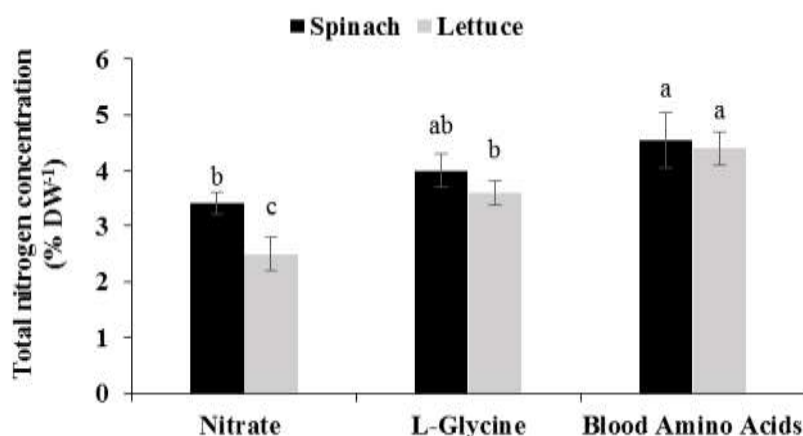 Spinach Lettuce
Total nitrogen concentration
(% DW-1)
6
5
4
3
2
1
0
b
c
ab
b
a
a
Nitrate L-Glycine Blood Amino Acids